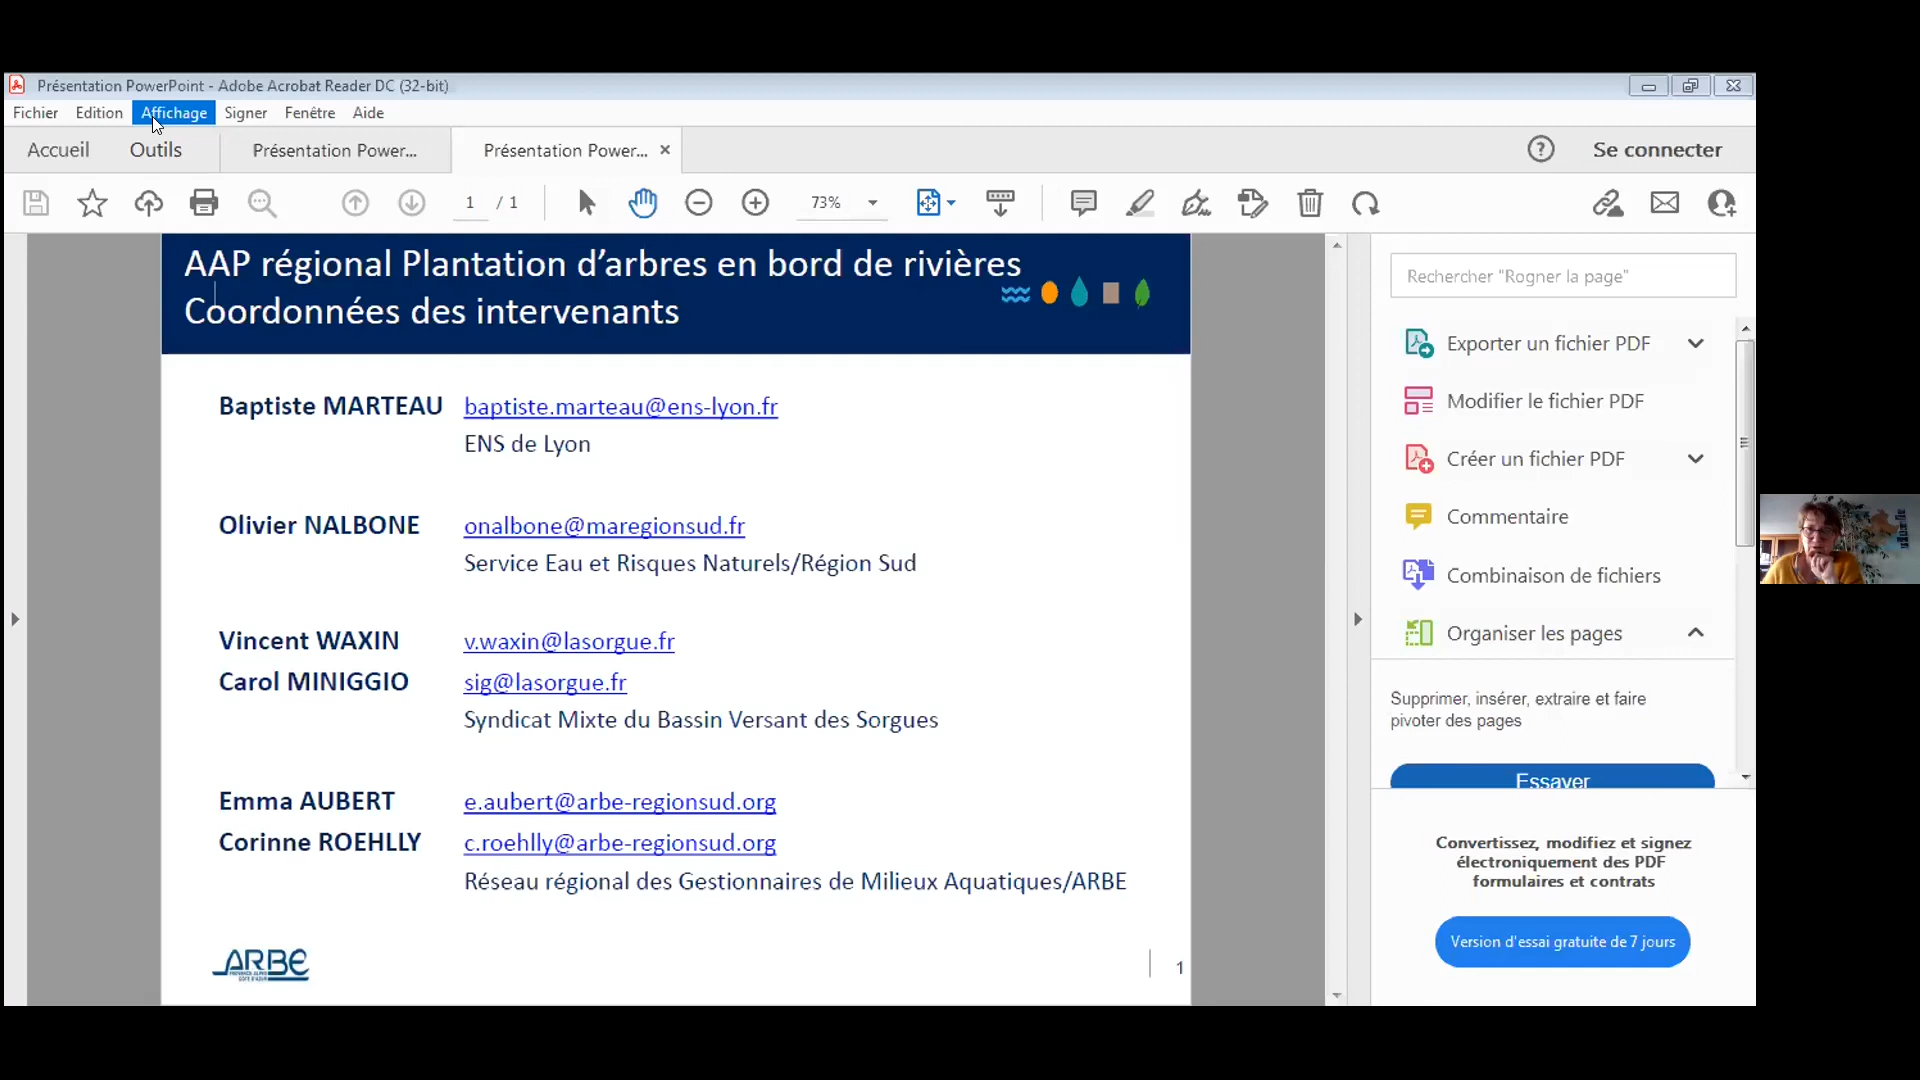 Présentation PowerPoint - Adobe Acrobat Reader DC (32-bit)
Fichier Edition Affichage Signer Fenêtre Aide
Accueil Outils Présentation Power... Présentation Power... Se connecter
1 / 1 73%
AAP régional Plantation d’arbres en bord de rivières
Coordonnées des intervenants
Baptiste MARTEAU baptiste.marteau@ens-lyon.fr
ENS de Lyon
Olivier NALBONE onalbone@maregionsud.fr
Service Eau et Risques Naturels/Région Sud
Vincent WAXIN v.waxin@lasorgue.fr
Carol MINIGGIO sig@lasorgue.fr
Syndicat Mixte du Bassin Versant des Sorgues
Emma AUBERT e.aubert@arbe-regionsud.org
Corinne ROEHLLY c.roehlly@arbe-regionsud.org
Réseau régional des Gestionnaires de Milieux Aquatiques/ARBE
ARBE
1
Rechercher "Rogner la page"
Exporter un fichier PDF
Modifier le fichier PDF
Créer un fichier PDF
Commentaire
Combinaison de fichiers
Organiser les pages
Supprimer, insérer, extraire et faire
pivoter des pages
Essayer
Convertissez, modifiez et signez
électroniquement des PDF
formulaires et contrats
Version d'essai gratuite de 7 jours